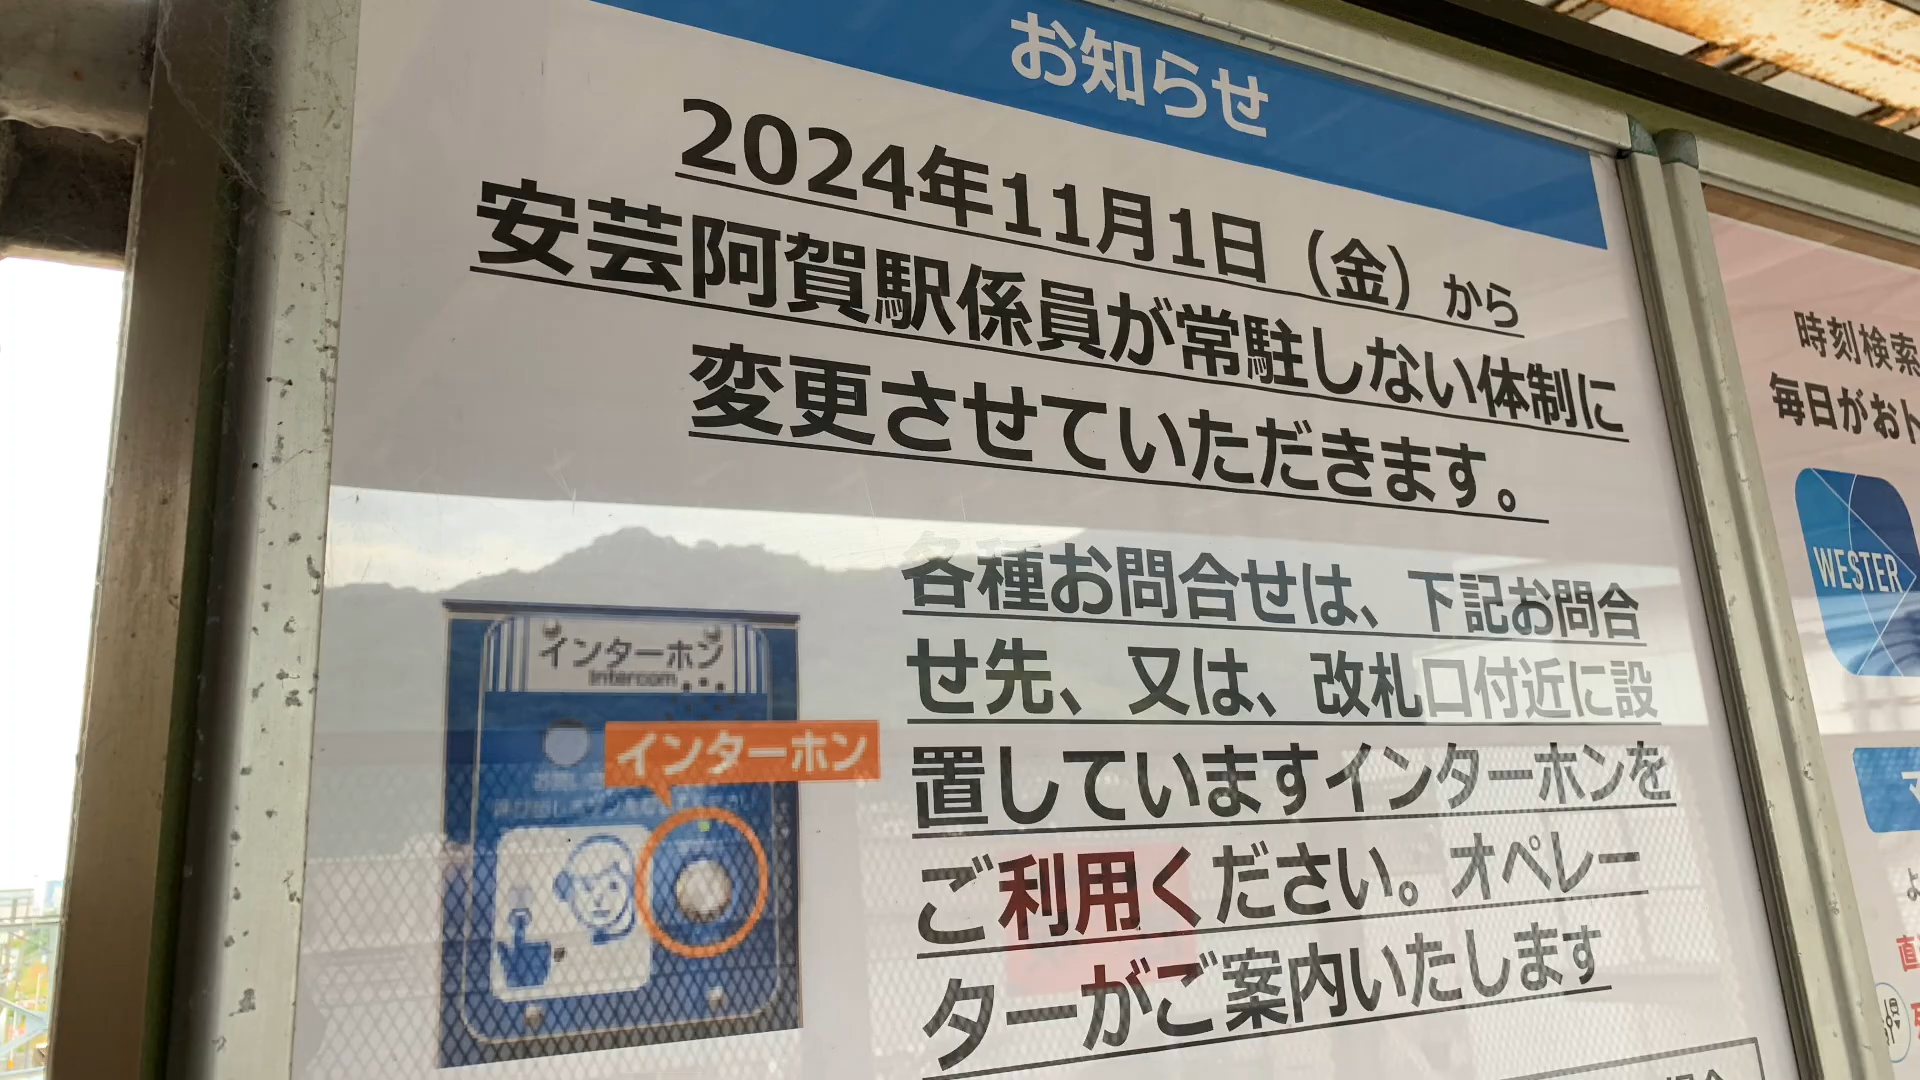 お知らせ
2024年11月1日（金）から
安芸阿賀駅係員が常駐しない体制に
変更させていただきます。
各種お問合せは、下記お問合
せ先、又は、改札口付近に設
置していますインターホンを
ご利用ください。オペレー
ターがご案内いたします
インターホン
Intercom
インターホン
時刻検索
毎日がおト
WESTER